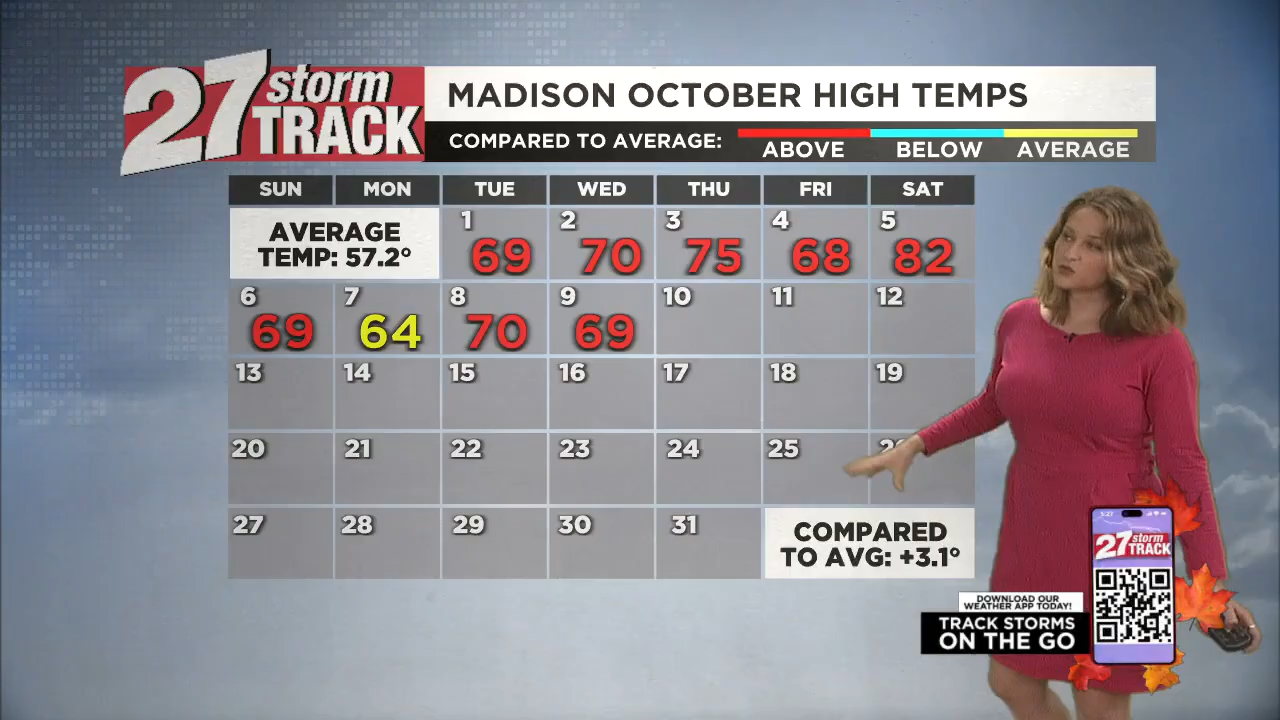 27 storm TRACK
MADISON OCTOBER HIGH TEMPS
COMPARED TO AVERAGE: ABOVE BELOW AVERAGE
SUN MON TUE WED THU FRI SAT
AVERAGE
TEMP: 57.2°
1 2 3 4 5
69 70 75 68 82
6 7 8 9 10 11 12
69 64 70 69
13 14 15 16 17 18 19
20 21 22 23 24 25
27 28 29 30 31
COMPARED
TO AVG: +3.1°
5:27
27 storm TRACK
DOWNLOAD OUR
WEATHER APP TODAY!
TRACK STORMS
ON THE GO